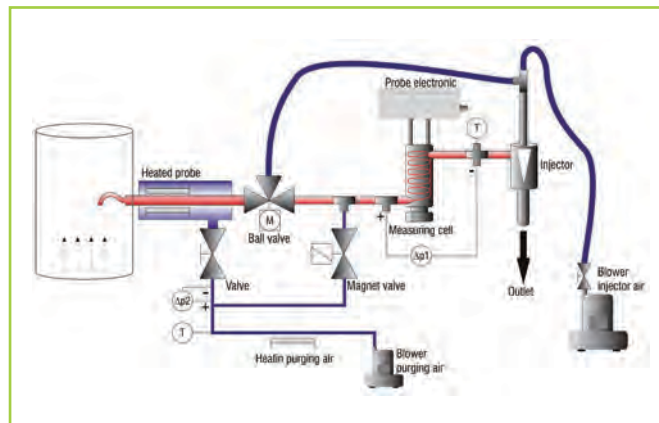 Probe electronic
T
Heated probe
Injector
-
M
Ball valve
+
Measuring cell
Δp1
Valve
Magnet valve
Outlet
Blower
injector air
-
Δp2
+
T
Heatin purging air
Blower
purging air